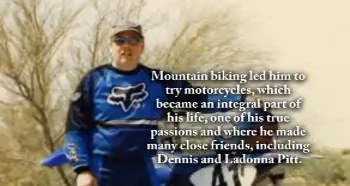 Mountain biking led him to
try motorcycles, which
became an integral part of
his life, one of his true
passions and where he made
many close friends, including
Dennis and Ladonna Pitt.
FOX